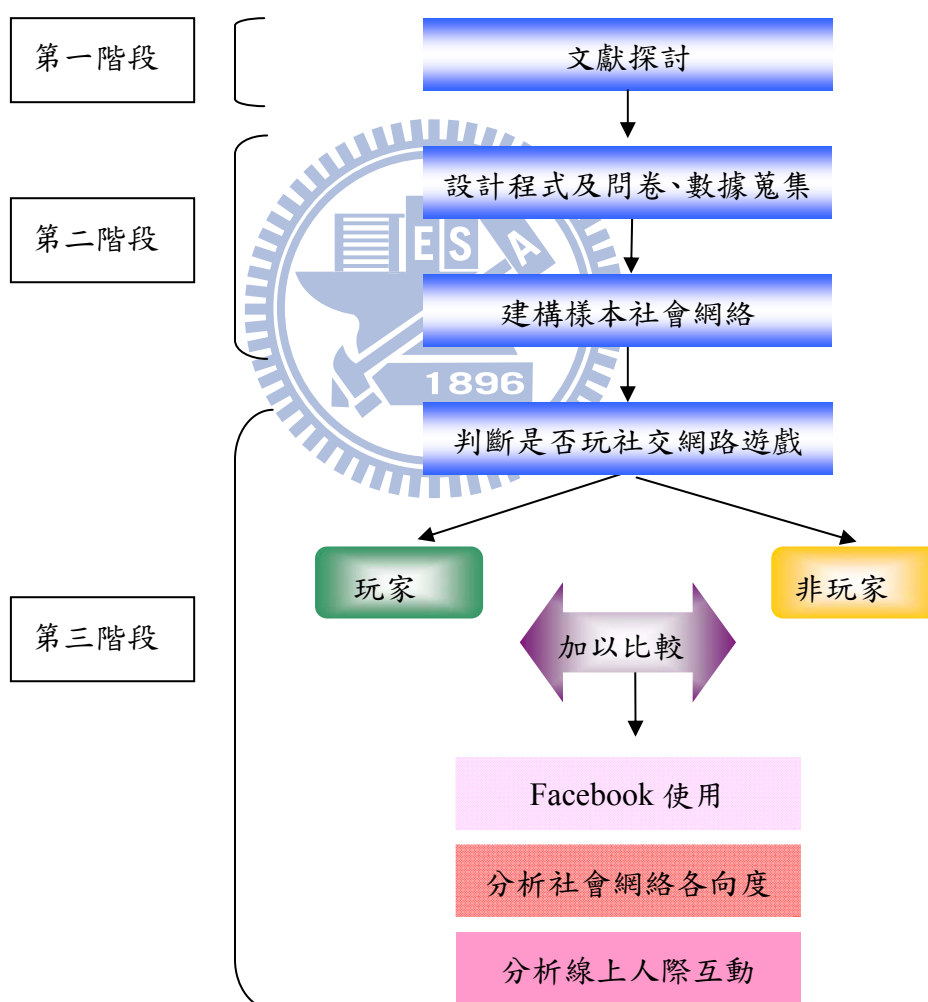 第一階段
文獻探討
第二階段
設計程式及問卷、數據蒐集
ESA
建構樣本社會網絡
1896
第三階段
判斷是否玩社交網路遊戲
玩家
非玩家
加以比較
Facebook 使用
分析社會網絡各向度
分析線上人際互動